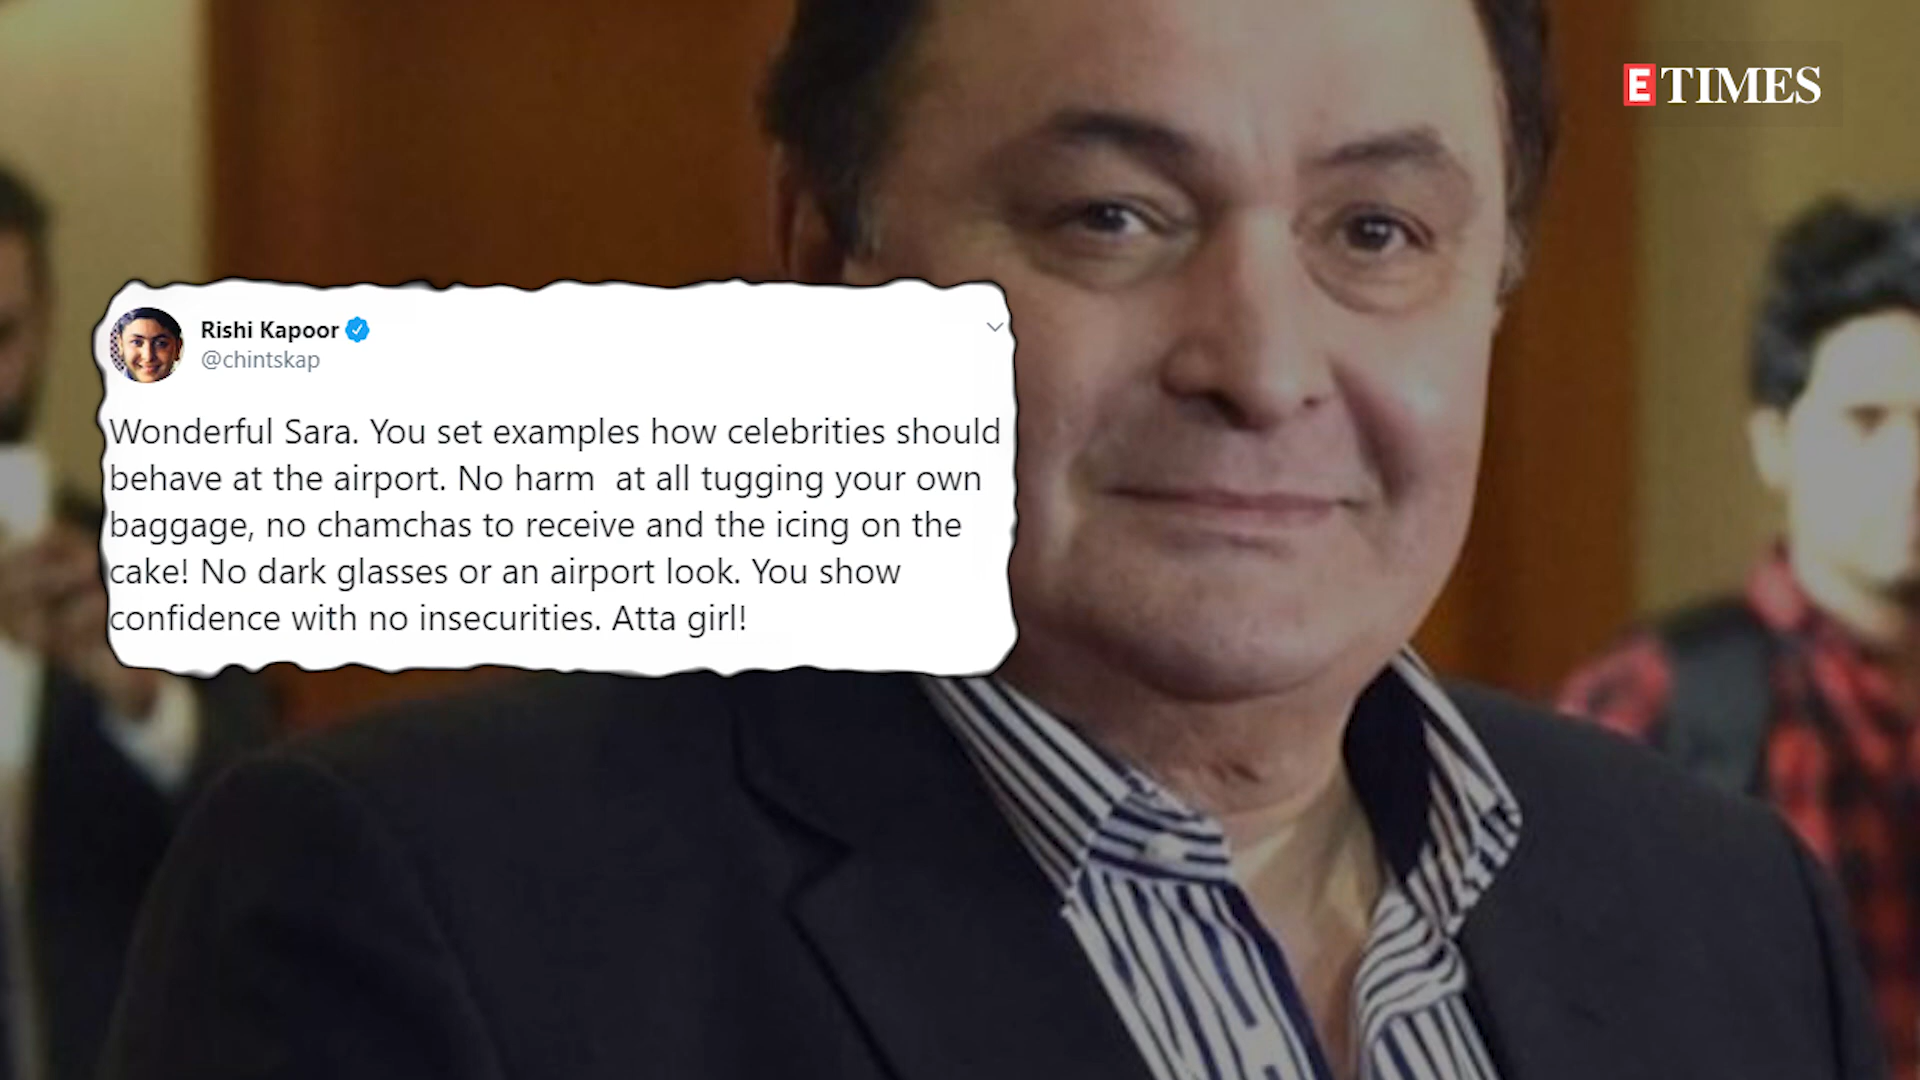 E TIMES
Rishi Kapoor
@chintskap
Wonderful Sara. You set examples how celebrities should
behave at the airport. No harm  at all tugging your own
baggage, no chamchas to receive and the icing on the
cake! No dark glasses or an airport look. You show
confidence with no insecurities. Atta girl!